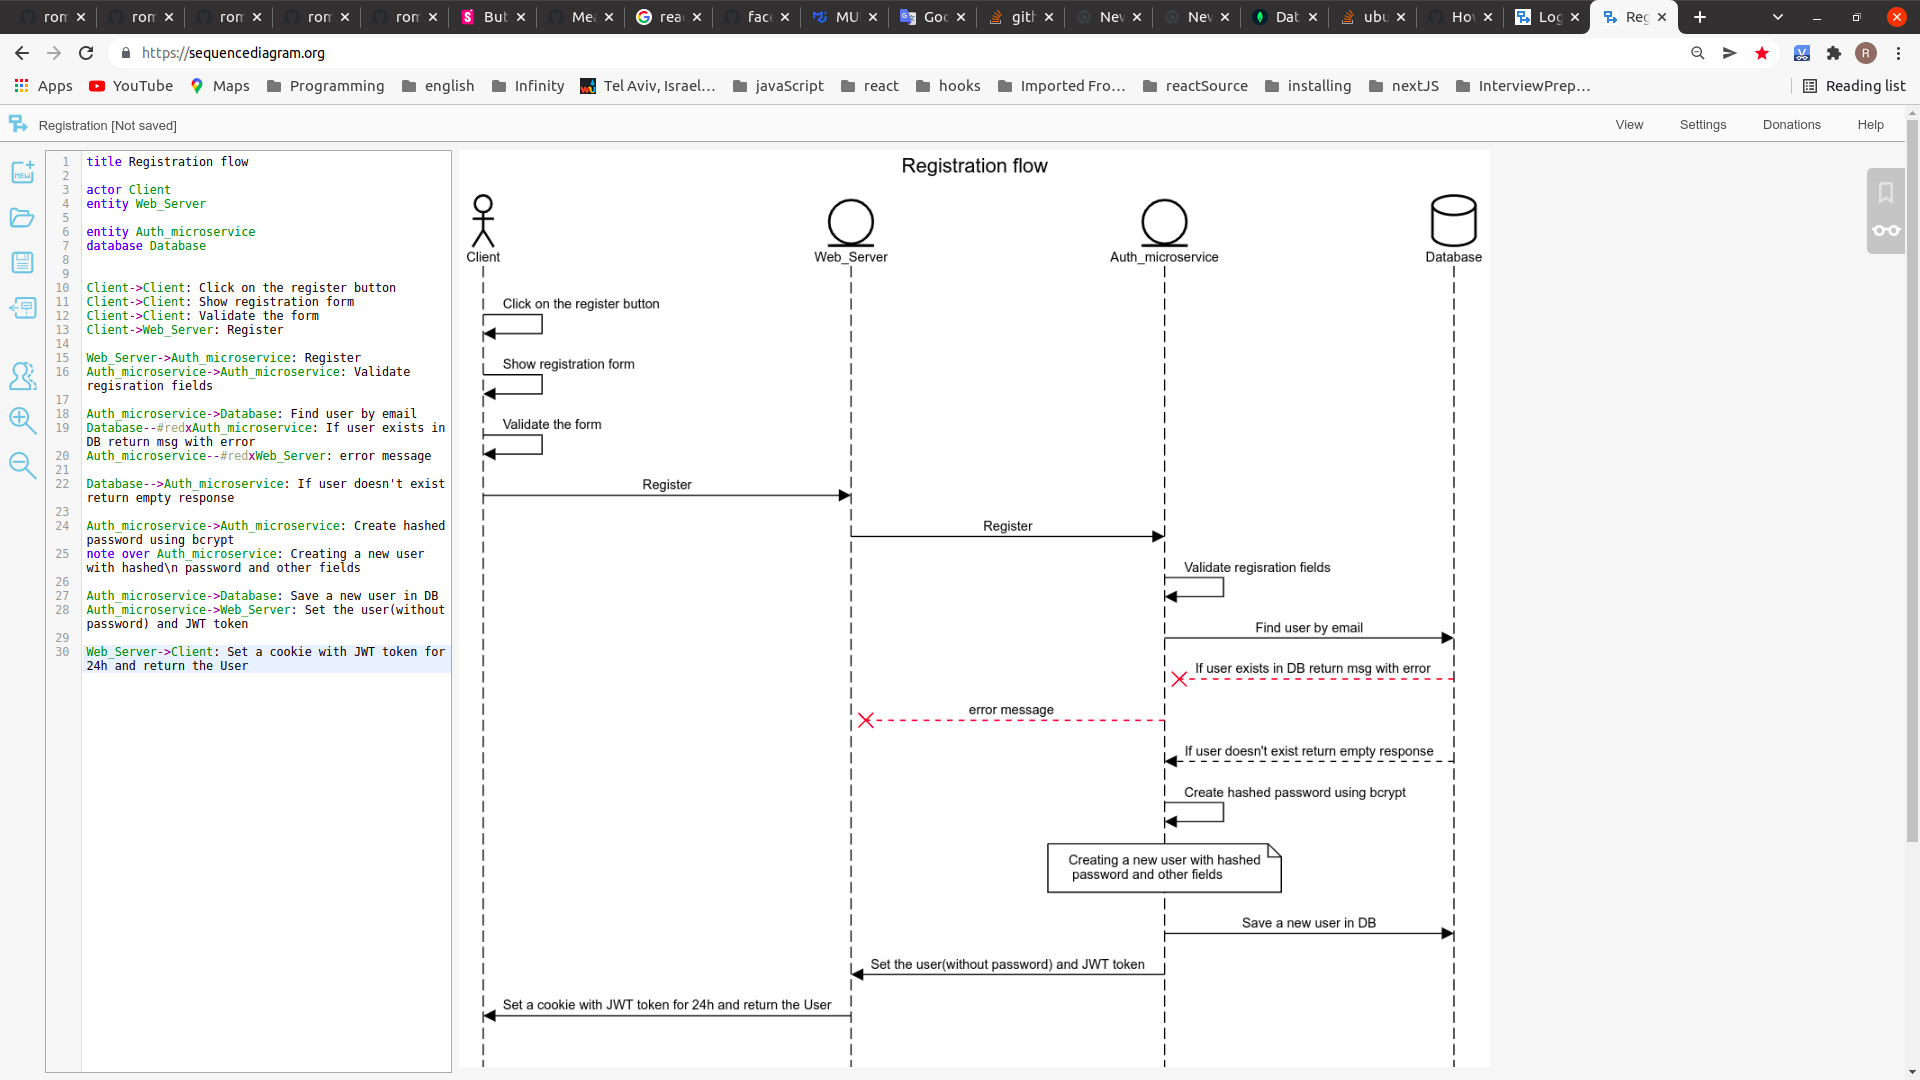 rom
rom
rom
rom
rom
But
Mea
reac
face
MU
Goo
gith
New
New
Dat
ubu
Hov
Log
Reg
https://sequencediagram.org
R
Apps YouTube Maps Programming english Infinity Tel Aviv, Israel... javaScript react hooks Imported Fro... reactSource installing nextJS InterviewPrep... Reading list
Registration [Not saved]
View Settings Donations Help
NEW
1 title Registration flow
2
3 actor Client
4 entity Web_Server
5
6 entity Auth_microservice
7 database Database
8
9
10 Client->Client: Click on the register button
11 Client->Client: Show registration form
12 Client->Client: Validate the form
13 Client->Web_Server: Register
14
15 Web_Server->Auth_microservice: Register
16 Auth_microservice->Auth_microservice: Validate
regisration fields
17
18 Auth_microservice->Database: Find user by email
19 Database--#redxAuth_microservice: If user exists in
DB return msg with error
20 Auth_microservice--#redxWeb_Server: error message
21
22 Database-->Auth_microservice: If user doesn't exist
return empty response
23
24 Auth_microservice->Auth_microservice: Create hashed
password using bcrypt
25 note over Auth_microservice: Creating a new user
with hashed\n password and other fields
26
27 Auth_microservice->Database: Save a new user in DB
28 Auth_microservice->Web_Server: Set the user(without
password) and JWT token
29
30 Web_Server->Client: Set a cookie with JWT token for
24h and return the User
Registration flow
Client
Web_Server
Auth_microservice
Database
Click on the register button
Show registration form
Validate the form
Register
Register
Validate regisration fields
Find user by email
If user exists in DB return msg with error
error message
If user doesn't exist return empty response
Create hashed password using bcrypt
Creating a new user with hashed
password and other fields
Save a new user in DB
Set the user(without password) and JWT token
Set a cookie with JWT token for 24h and return the User